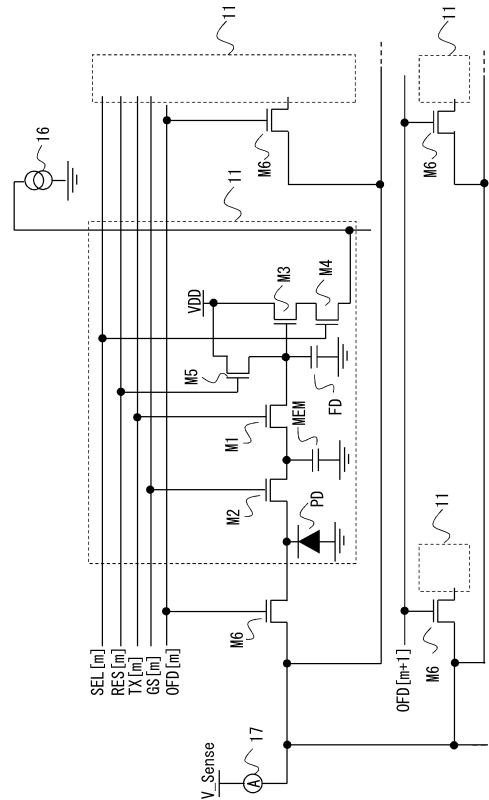 11
11
16
M6
M6
M6
11
VDD
M3
M4
M5
M1
MEM
FD
M2
PD
11
SEL[m]
RES[m]
TX[m]
GS[m]
OFD[m]
M6
OFD[m+1]
M6
V_Sense
A
17